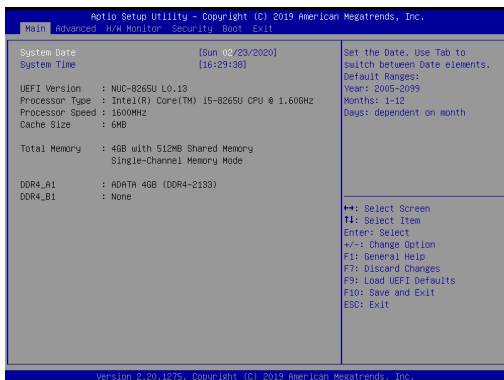 Aptio Setup Utility – Copyright (C) 2019 American Megatrends, Inc.
Main Advanced H/W Monitor Security Boot Exit
System Date [Sun 02/23/2020]
System Time [16:29:38]
UEFI Version : NUC-8265U L0.13
Processor Type : Intel(R) Core(TM) i5-8265U CPU @ 1.60GHz
Processor Speed : 1600MHz
Cache Size : 6MB
Total Memory : 4GB with 512MB Shared Memory
Single-Channel Memory Mode
DDR4_A1 : ADATA 4GB (DDR4-2133)
DDR4_B1 : None
Set the Date. Use Tab to
switch between Date elements.
Default Ranges:
Year: 2005-2099
Months: 1-12
Days: dependent on month
↔: Select Screen
↑↓: Select Item
Enter: Select
+/-: Change Option
F1: General Help
F7: Discard Changes
F9: Load UEFI Defaults
F10: Save and Exit
ESC: Exit
Version 2.20.1275. Copyright (C) 2019 American Megatrends, Inc.